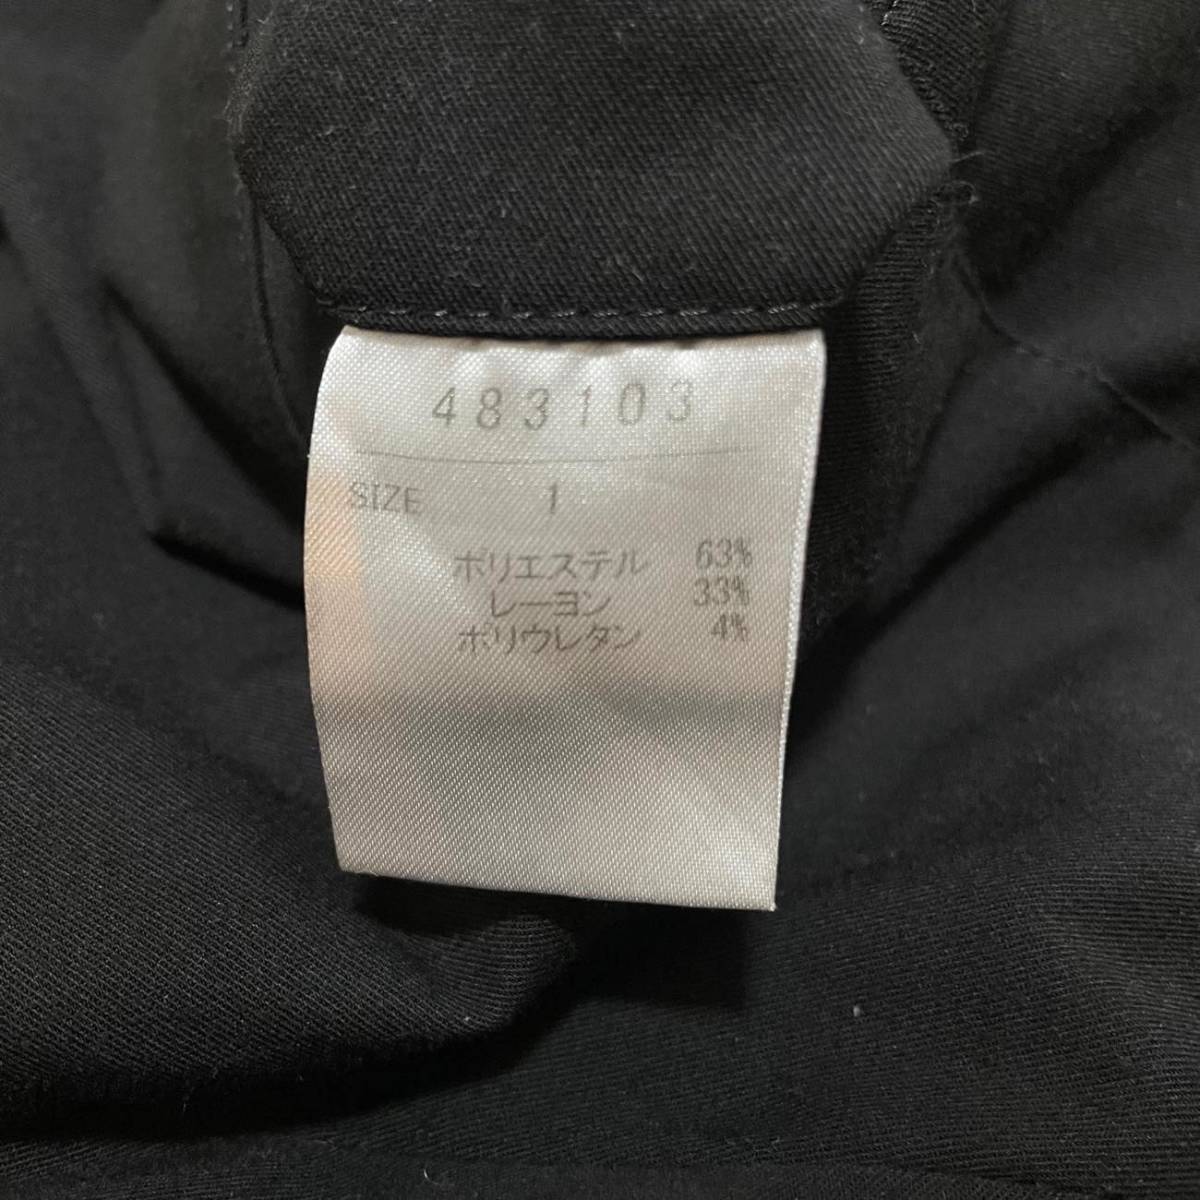 483103
SIZE 1
ポリエステル 63%
レーヨン 33%
ポリウレタン 4%